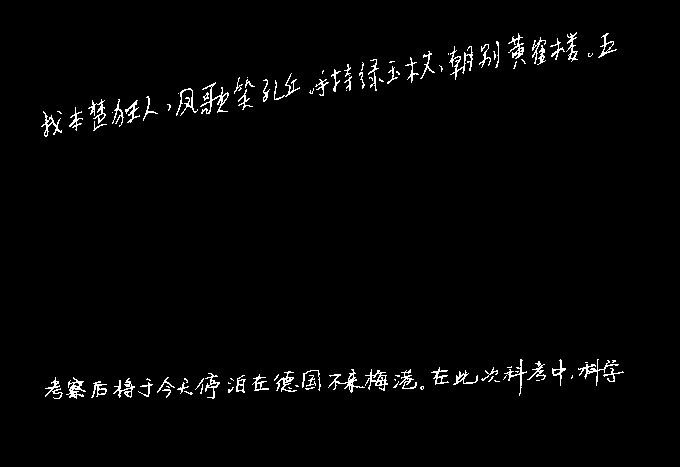 我本楚狂人，凤歌笑孔丘。手持绿玉杖，朝别黄鹤楼。五
考察后将于今天停泊在德国不来梅港。在此次科考中，科学